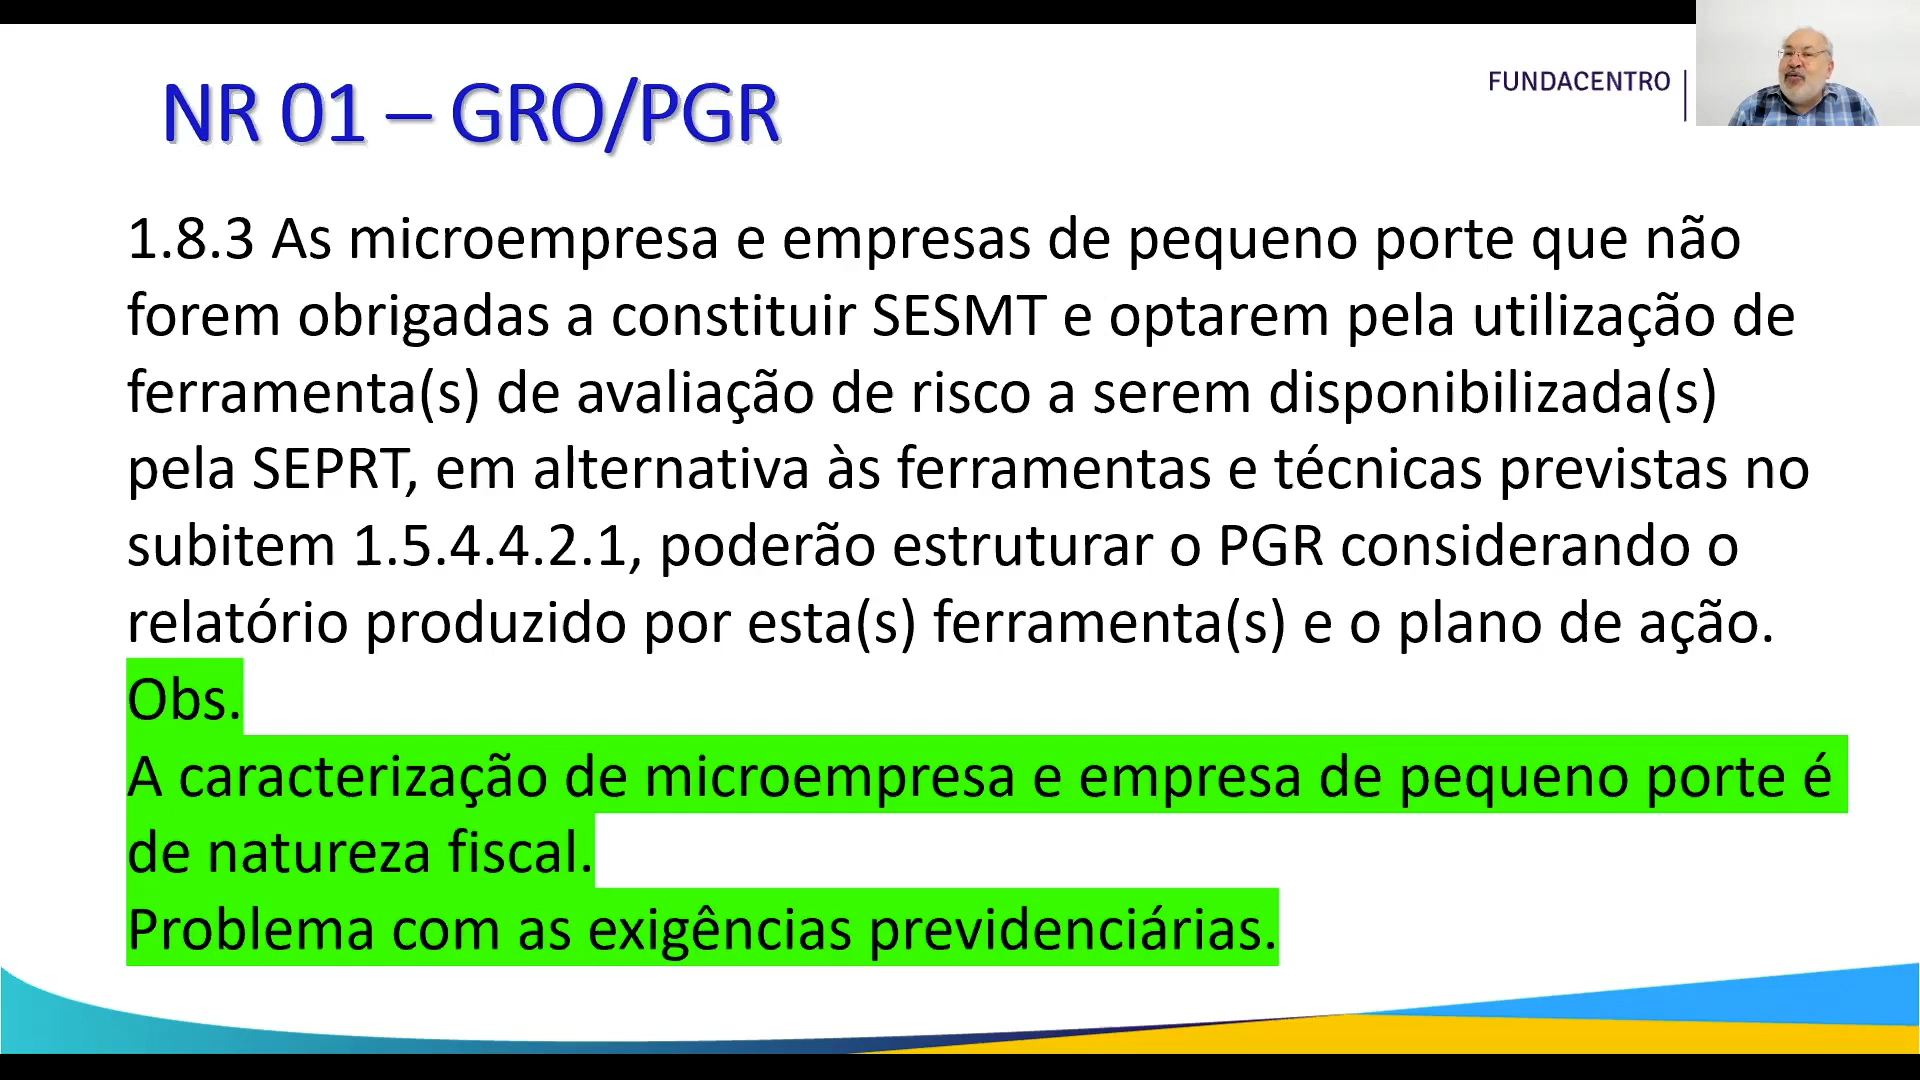 NR 01 – GRO/PGR
FUNDACENTRO
1.8.3 As microempresa e empresas de pequeno porte que não
forem obrigadas a constituir SESMT e optarem pela utilização de
ferramenta(s) de avaliação de risco a serem disponibilizada(s)
pela SEPRT, em alternativa às ferramentas e técnicas previstas no
subitem 1.5.4.4.2.1, poderão estruturar o PGR considerando o
relatório produzido por esta(s) ferramenta(s) e o plano de ação.
Obs.
A caracterização de microempresa e empresa de pequeno porte é
de natureza fiscal.
Problema com as exigências previdenciárias.